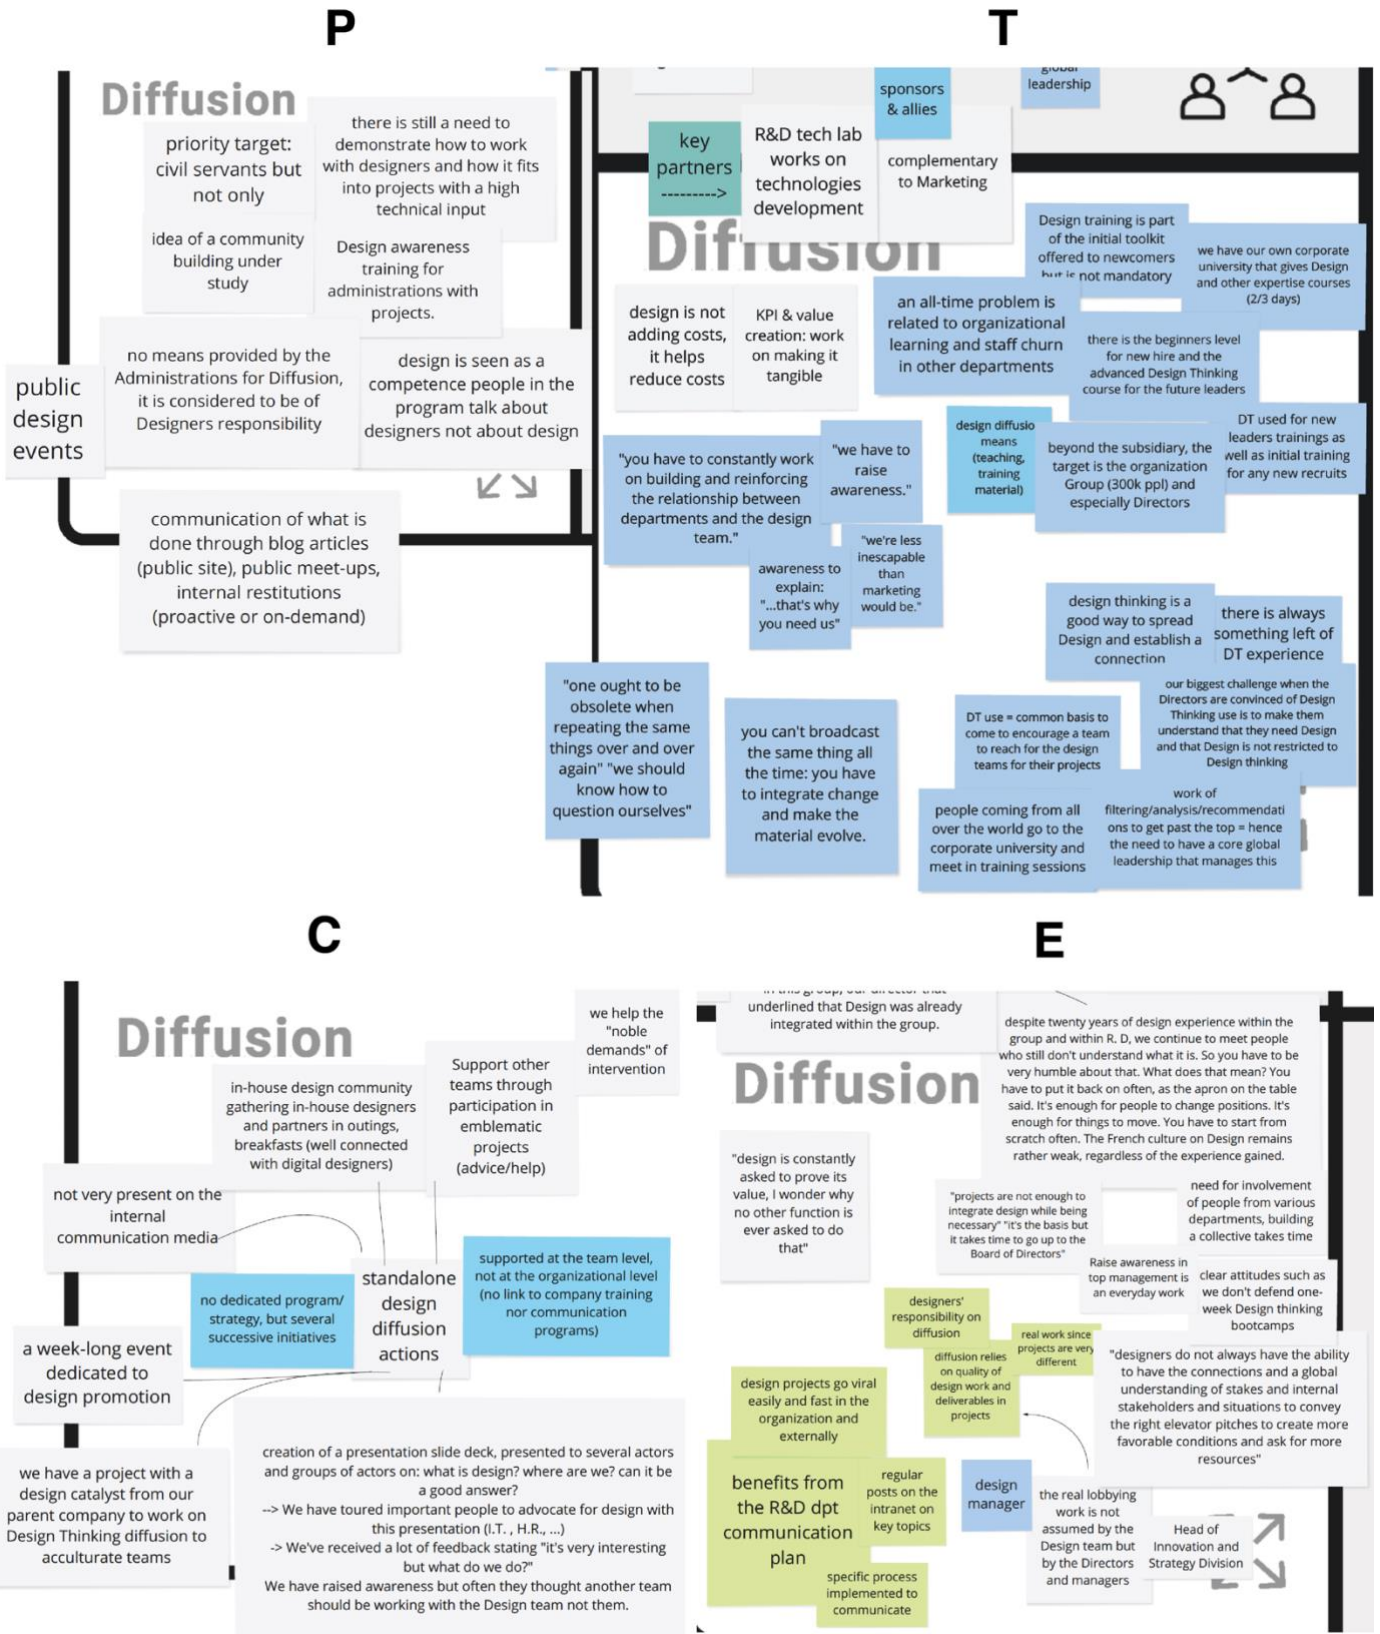 P
Diffusion
priority target:
civil servants but
not only
there is still a need to
demonstrate how to work
with designers and how it fits
into projects with a high
technical input
idea of a community
building under
study
Design awareness
training for
administrations with
projects.
no means provided by the
Administrations for Diffusion,
it is considered to be of
Designers responsibility
design is seen as a
competence people in the
program talk about
designers not about design
public
design
events
communication of what is
done through blog articles
(public site), public meet-ups,
internal restitutions
(proactive or on-demand)
T
sponsors
& allies
global
leadership
key
partners
--------->
R&D tech lab
works on
technologies
development
complementary
to Marketing
Diffusion
Design training is part
of the initial toolkit
offered to newcomers
but is not mandatory
we have our own corporate
university that gives Design
and other expertise courses
(2/3 days)
design is not
adding costs,
it helps
reduce costs
KPI & value
creation: work
on making it
tangible
an all-time problem is
related to organizational
learning and staff churn
in other departments
there is the beginners level
for new hire and the
advanced Design Thinking
course for the future leaders
design diffusio
means
(teaching,
training
material)
beyond the subsidiary, the
target is the organization
Group (300k ppl) and
especially Directors
DT used for new
leaders trainings as
well as initial training
for any new recruits
"you have to constantly work
on building and reinforcing
the relationship between
departments and the design
team."
"we have to
raise
awareness."
awareness to
explain:
"...that's why
you need us"
"we're less
inescapable
than
marketing
would be."
design thinking is a
good way to spread
Design and establish a
connection
there is always
something left of
DT experience
"one ought to be
obsolete when
repeating the same
things over and over
again" "we should
know how to
question ourselves"
you can't broadcast
the same thing all
the time: you have
to integrate change
and make the
material evolve.
DT use = common basis to
come to encourage a team
to reach for the design
teams for their projects
our biggest challenge when the
Directors are convinced of Design
Thinking use is to make them
understand that they need Design
and that Design is not restricted to
Design thinking
people coming from all
over the world go to the
corporate university and
meet in training sessions
work of
filtering/analysis/recommendati
ons to get past the top = hence
the need to have a core global
leadership that manages this
C
Diffusion
we help the
"noble
demands" of
intervention
in-house design community
gathering in-house designers
and partners in outings,
breakfasts (well connected
with digital designers)
Support other
teams through
participation in
emblematic
projects
(advice/help)
not very present on the
internal
communication media
no dedicated program/
strategy, but several
successive initiatives
standalone
design
diffusion
actions
supported at the team level,
not at the organizational level
(no link to company training
nor communication
programs)
a week-long event
dedicated to
design promotion
we have a project with a
design catalyst from our
parent company to work on
Design Thinking diffusion to
acculturate teams
creation of a presentation slide deck, presented to several actors
and groups of actors on: what is design? where are we? can it be
a good answer?
--> We have toured important people to advocate for design with
this presentation (I.T. , H.R., ...)
-> We've received a lot of feedback stating "it's very interesting
but what do we do?"
We have raised awareness but often they thought another team
should be working with the Design team not them.
E
in this group, our director that
underlined that Design was already
integrated within the group.
Diffusion
despite twenty years of design experience within the
group and within R. D, we continue to meet people
who still don't understand what it is. So you have to be
very humble about that. What does that mean? You
have to put it back on often, as the apron on the table
said. It's enough for people to change positions. It's
enough for things to move. You have to start from
scratch often. The French culture on Design remains
rather weak, regardless of the experience gained.
"design is constantly
asked to prove its
value, I wonder why
no other function is
ever asked to do
that"
"projects are not enough to
integrate design while being
necessary" "it's the basis but
it takes time to go up to the
Board of Directors"
need for involvement
of people from various
departments, building
a collective takes time
Raise awareness in
top management is
an everyday work
clear attitudes such as
we don't defend one-
week Design thinking
bootcamps
designers'
responsibility on
diffusion
diffusion relies
on quality of
design work and
deliverables in
projects
real work since
projects are very
different
"designers do not always have the ability
to have the connections and a global
understanding of stakes and internal
stakeholders and situations to convey
the right elevator pitches to create more
favorable conditions and ask for more
resources"
design projects go viral
easily and fast in the
organization and
externally
benefits from
the R&D dpt
communication
plan
regular
posts on the
intranet on
key topics
specific process
implemented to
communicate
design
manager
the real lobbying
work is not
assumed by the
Design team but
by the Directors
and managers
Head of
Innovation and
Strategy Division